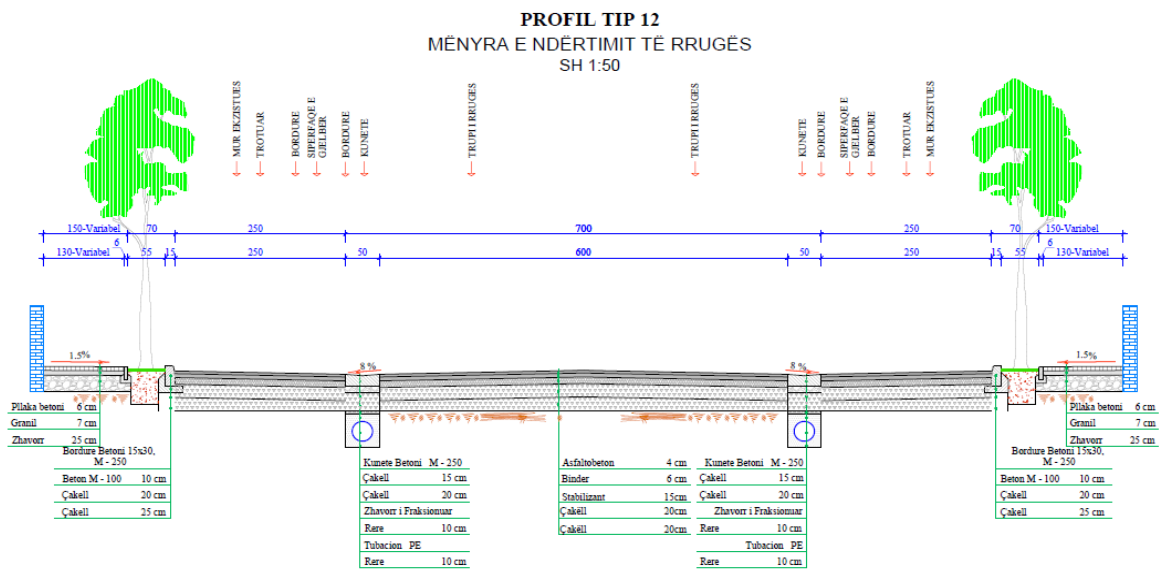 PROFIL TIP 12
MËNYRA E NDËRTIMIT TË RRUGËS
SH 1:50
MUR EKZISTUES
TROTUAR
BORDURE
SIPERFAQE E
GJELBER
BORDURE
KUNETE
TRUPI I RRUGES
TRUPI I RRUGES
KUNETE
BORDURE
SIPERFAQE E
GJELBER
BORDURE
TROTUAR
MUR EKZISTUES
150-Variabel 70 250 700 250 70 150-Variabel
6 6
130-Variabel 55 15 250 50 600 50 250 15 55 130-Variabel
1.5% 8 % 8 % 1.5%
Pllaka betoni 6 cm
Granil 7 cm
Zhavorr 25 cm
Bordure Betoni 15x30,
M - 250
Beton M - 100 10 cm
Çakell 20 cm
Çakell 25 cm
Kunete Betoni M - 250
Çakell 15 cm
Çakell 20 cm
Zhavorr i Fraksionuar
Rere 10 cm
Tubacion PE
Rere 10 cm
Asfaltobeton 4 cm
Binder 6 cm
Stabilizant 15cm
Çakëll 20cm
Çakëll 20cm
Kunete Betoni M - 250
Çakell 15 cm
Çakell 20 cm
Zhavorr i Fraksionuar
Rere 10 cm
Tubacion PE
Rere 10 cm
Pllaka betoni 6 cm
Granil 7 cm
Zhavorr 25 cm
Bordure Betoni 15x30,
M - 250
Beton M - 100 10 cm
Çakell 20 cm
Çakell 25 cm